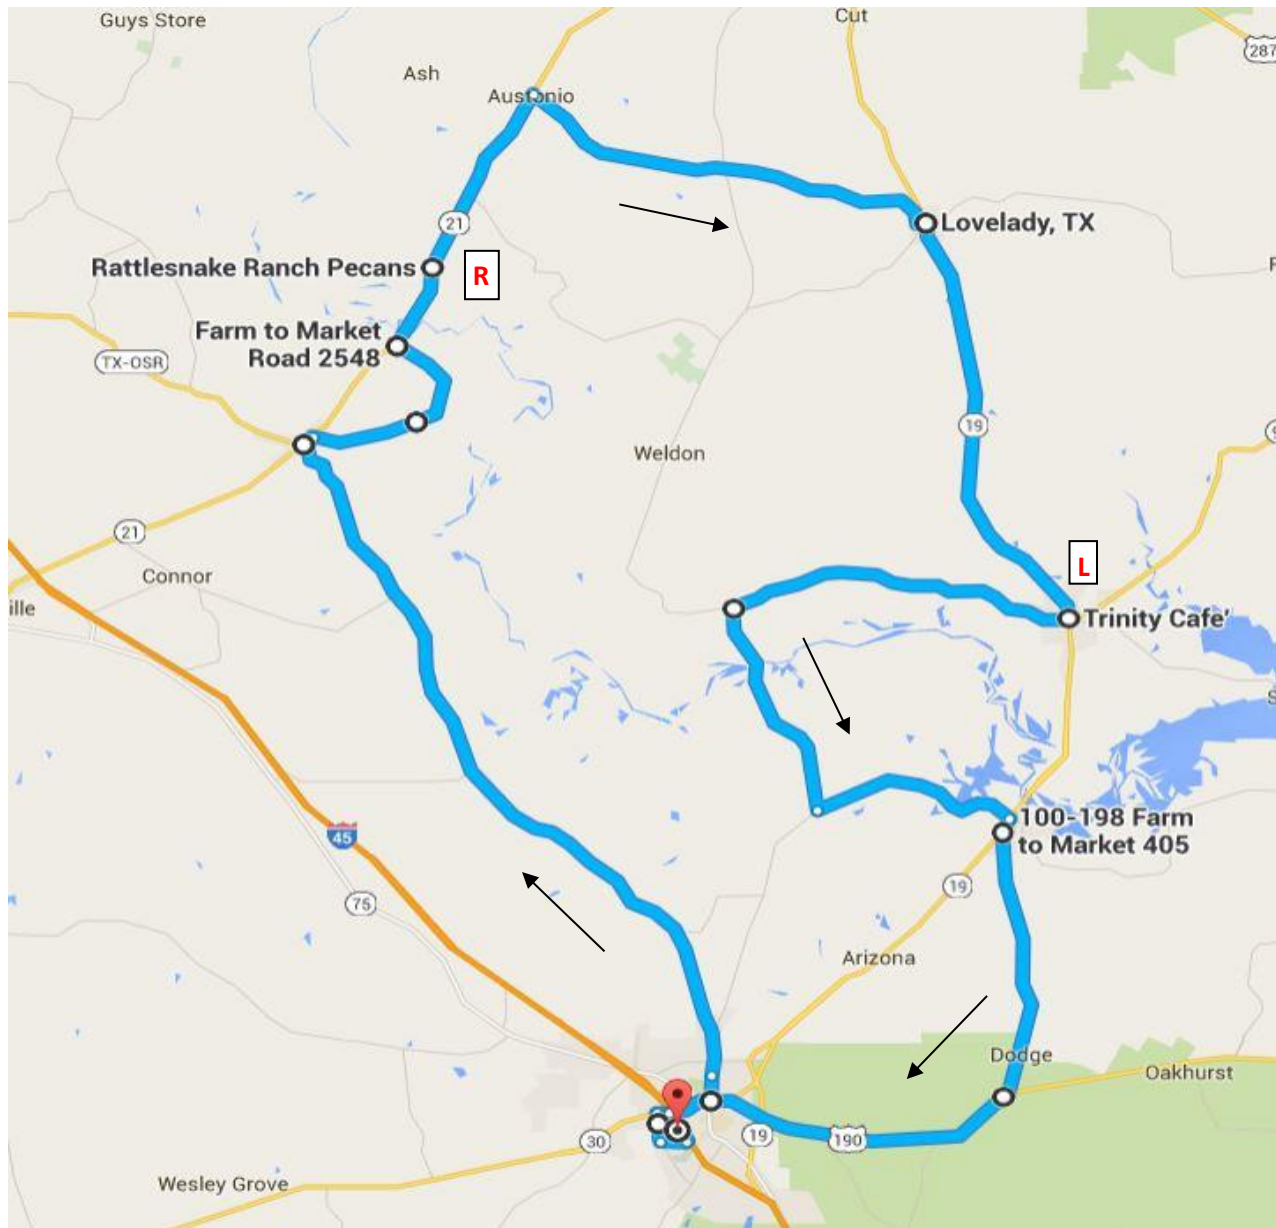 Guys Store
Cut
287
Ash
Austonio
21
Lovelady, TX
Rattlesnake Ranch Pecans
R
Farm to Market
Road 2548
TX-OSR
19
Weldon
21
L
Connor
ille
Trinity Cafe'
S
45
100-198 Farm
to Market 405
75
19
Arizona
Dodge
Oakhurst
30
19
190
Wesley Grove